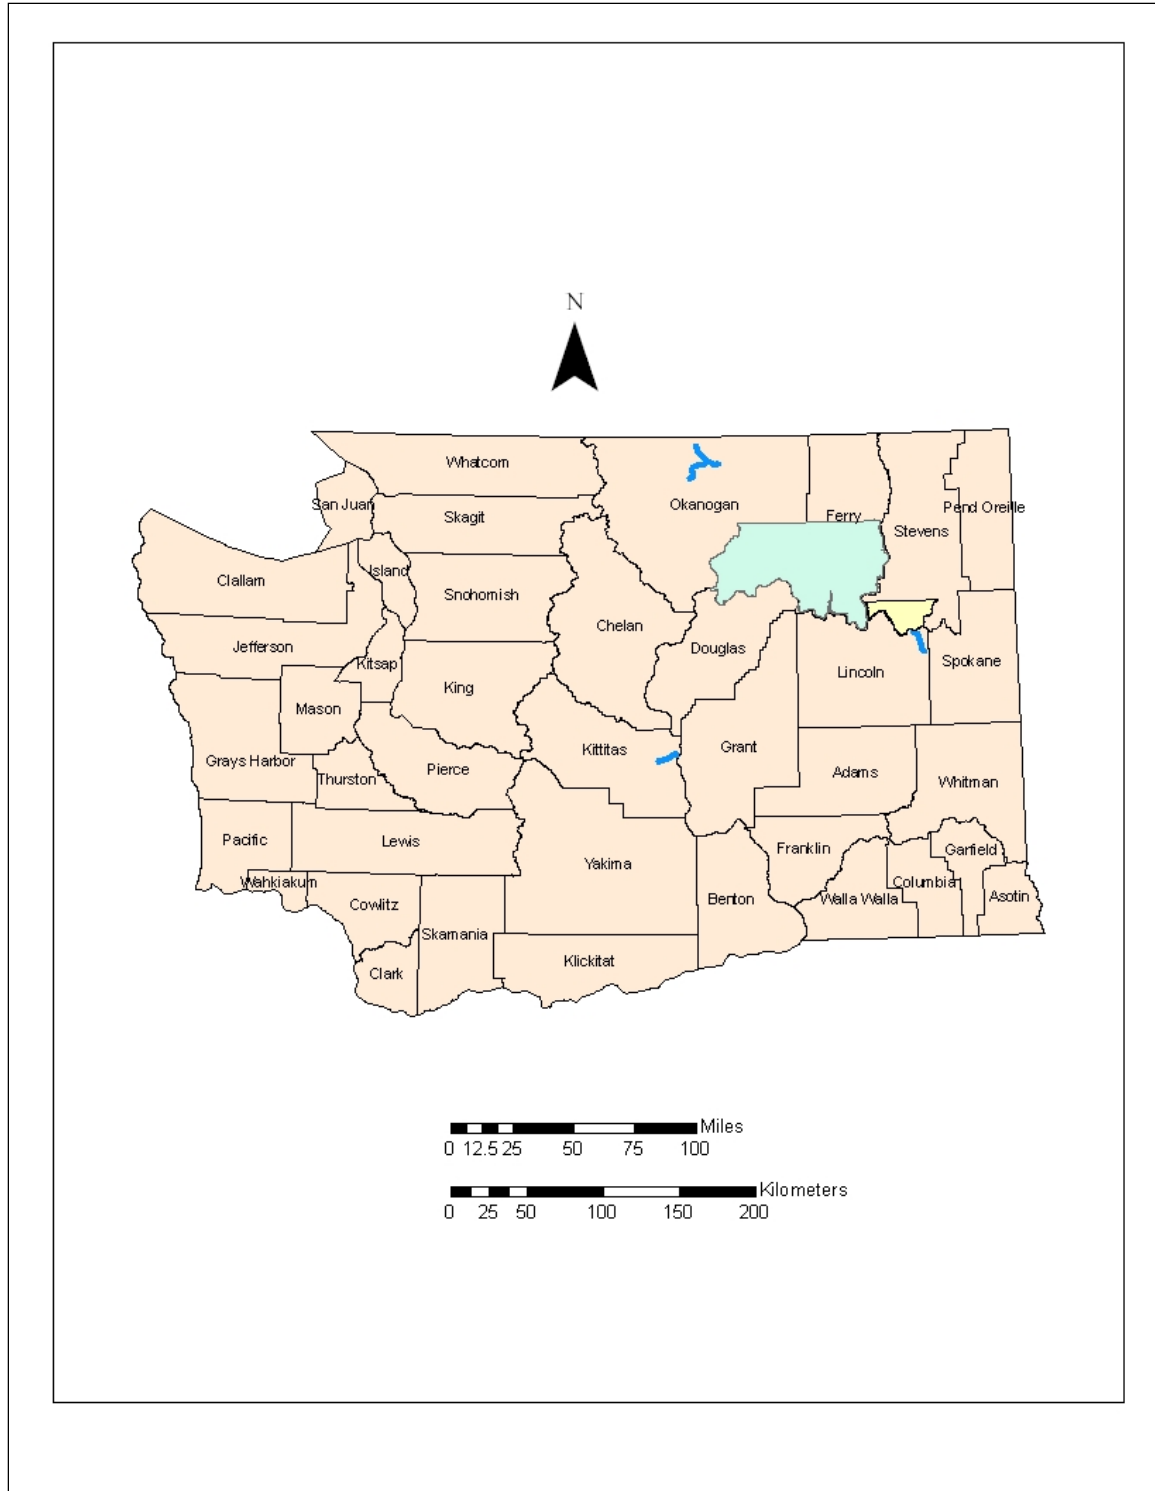 N
Whatcom
San Juan
Skagit
Okanogan
Ferry
Stevens
Pend Oreille
Clallam
Island
Snohomish
Chelan
Jefferson
Kitsap
King
Douglas
Lincoln
Spokane
Mason
Grays Harbor
Thurston
Pierce
Kittitas
Grant
Adams
Whitman
Pacific
Lewis
Yakima
Franklin
Garfield
Wahkiakum
Cowlitz
Skamania
Benton
Walla Walla
Columbia
Asotin
Clark
Klickitat
Miles
0 12.5 25 50 75 100
Kilometers
0 25 50 100 150 200